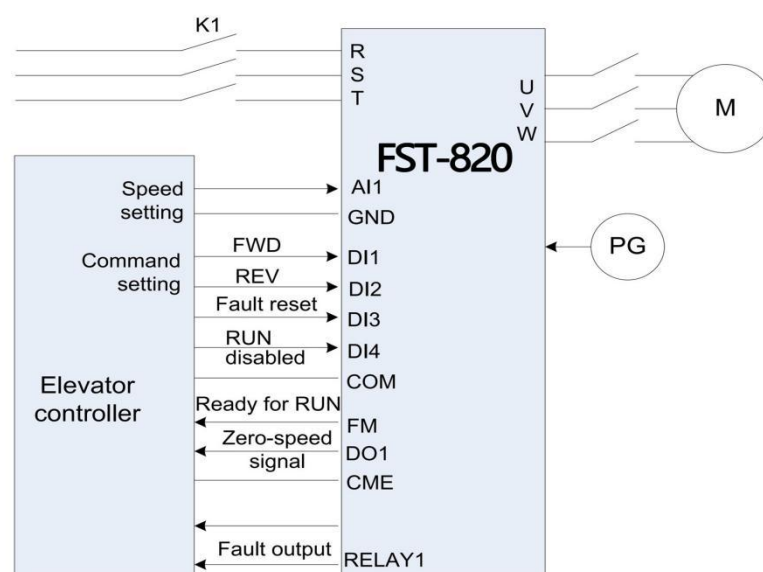 K1
R
S
T
U
V
W
M
FST-820
Speed
setting
AI1
GND
PG
Command
setting
FWD
DI1
REV
DI2
Fault reset
DI3
RUN
disabled
DI4
COM
Elevator
controller
Ready for RUN
FM
Zero-speed
signal
DO1
CME
Fault output
RELAY1